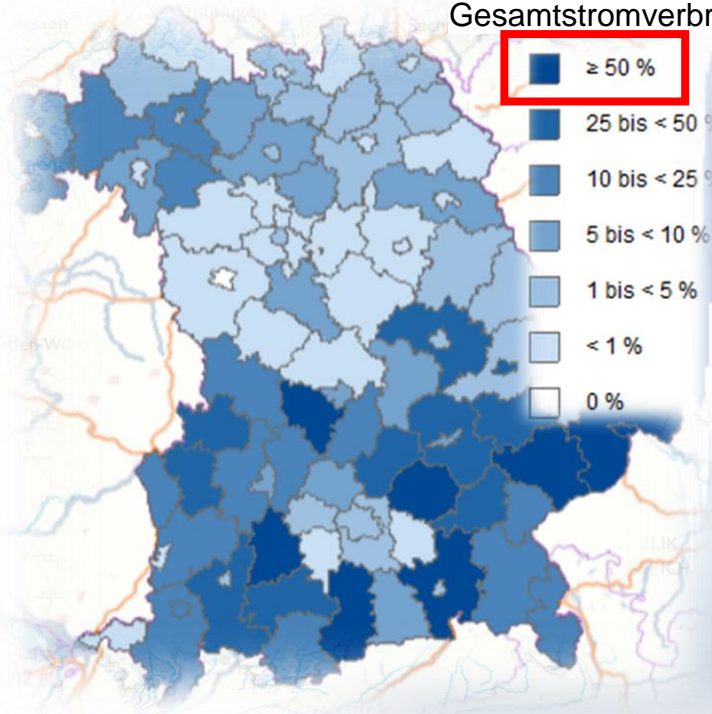 Gesamtstromverbr
≥ 50 %
25 bis < 50 %
10 bis < 25 %
5 bis < 10 %
1 bis < 5 %
< 1 %
0 %